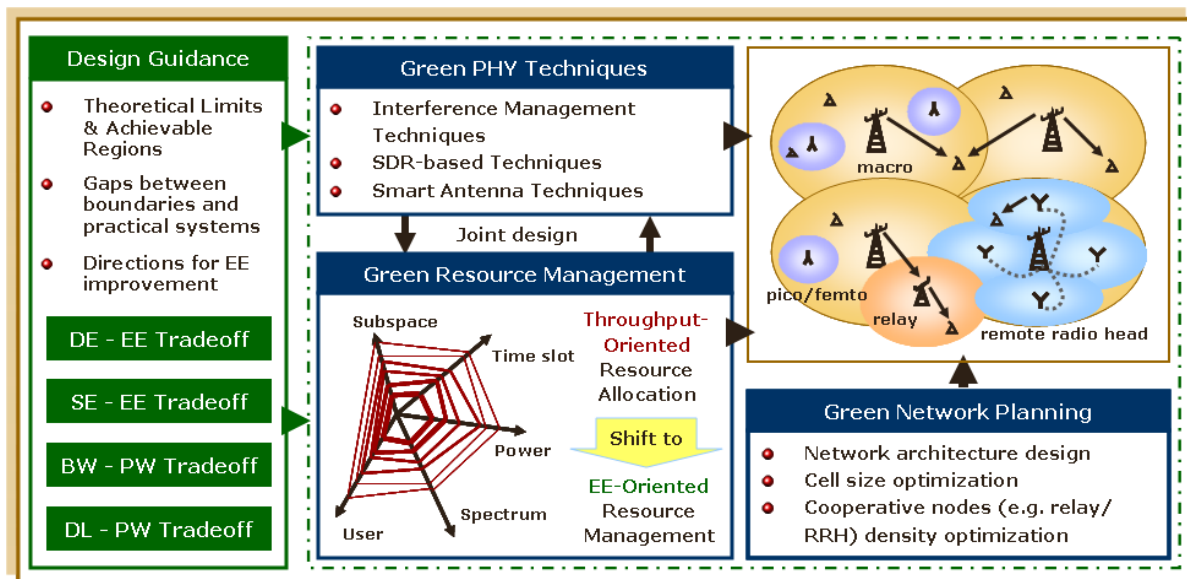 Design Guidance
Theoretical Limits
& Achievable
Regions
Gaps between
boundaries and
practical systems
Directions for EE
improvement
DE - EE Tradeoff
SE - EE Tradeoff
BW - PW Tradeoff
DL - PW Tradeoff
Green PHY Techniques
Interference Management
Techniques
SDR-based Techniques
Smart Antenna Techniques
Joint design
Green Resource Management
Subspace
Time slot
Power
Spectrum
User
Throughput-
Oriented
Resource
Allocation
Shift to
EE-Oriented
Resource
Management
macro
pico/femto
relay
remote radio head
Green Network Planning
Network architecture design
Cell size optimization
Cooperative nodes (e.g. relay/
RRH) density optimization